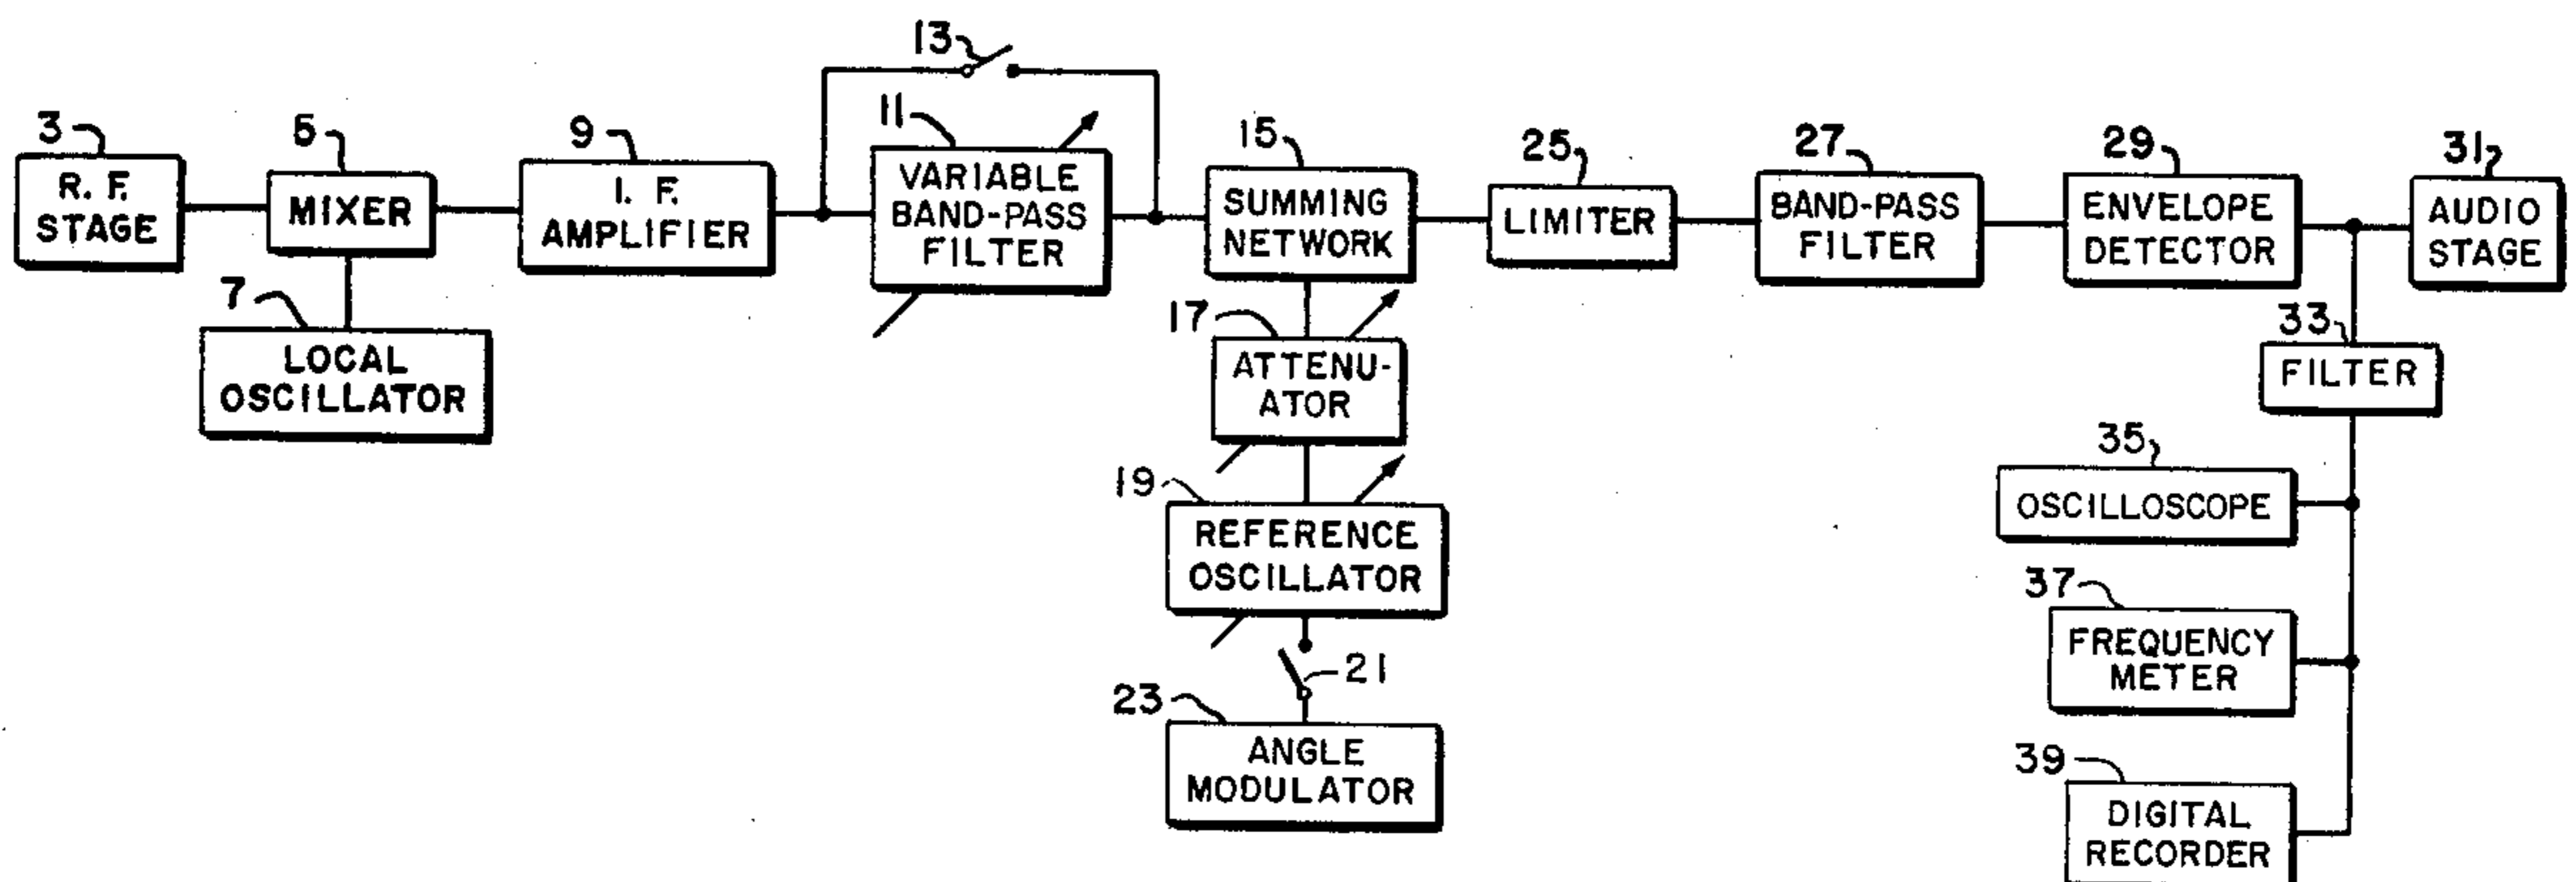 13
3
5
9
11
15
25
27
29
31
R. F.
STAGE
MIXER
I. F.
AMPLIFIER
VARIABLE
BAND-PASS
FILTER
SUMMING
NETWORK
LIMITER
BAND-PASS
FILTER
ENVELOPE
DETECTOR
AUDIO
STAGE
7
LOCAL
OSCILLATOR
17
ATTENU-
ATOR
33
FILTER
19
REFERENCE
OSCILLATOR
35
OSCILLOSCOPE
21
37
FREQUENCY
METER
23
ANGLE
MODULATOR
39
DIGITAL
RECORDER